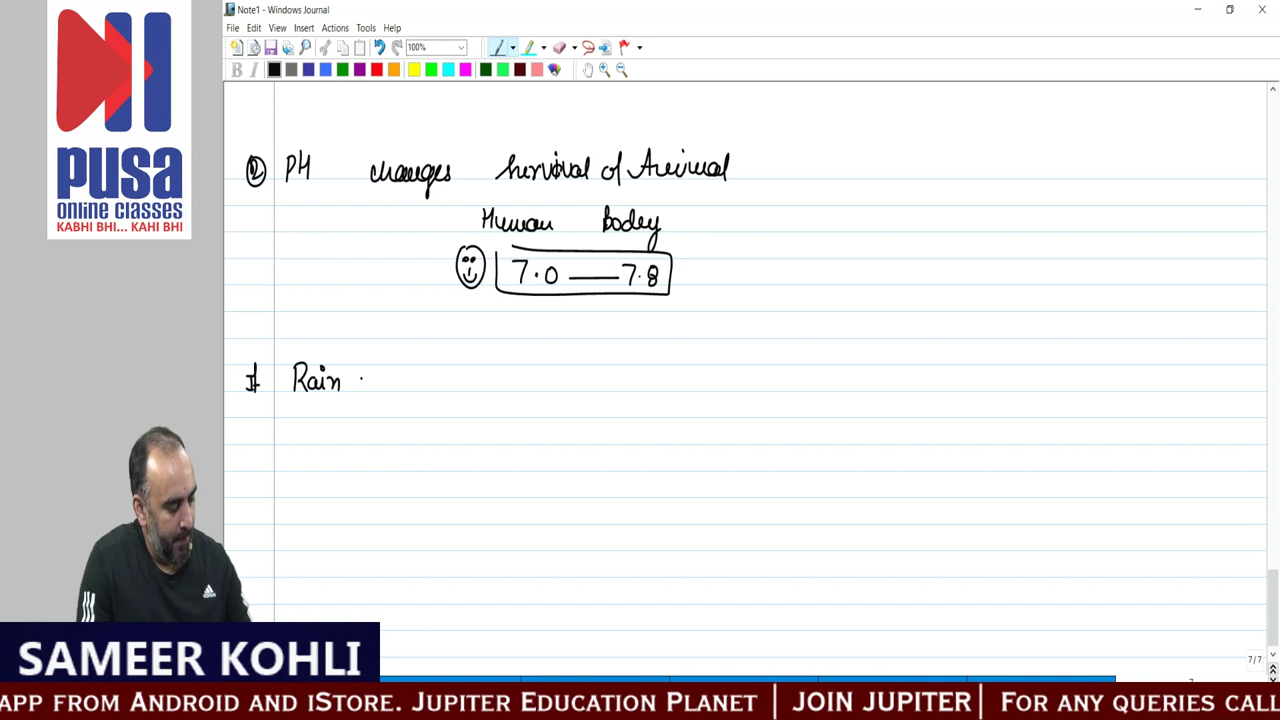 Note1 - Windows Journal
File Edit View Insert Actions Tools Help
100%
B I
PUSA
ONLINE CLASSES
KABHI BHI... KAHI BHI
② PH changes survival of Animal
Human Bodey
7.0 — 7.8
If Rain
7/7
SAMEER KOHLI
APP FROM ANDROID AND ISTORE. JUPITER EDUCATION PLANET | JOIN JUPITER| FOR ANY QUERIES CALL